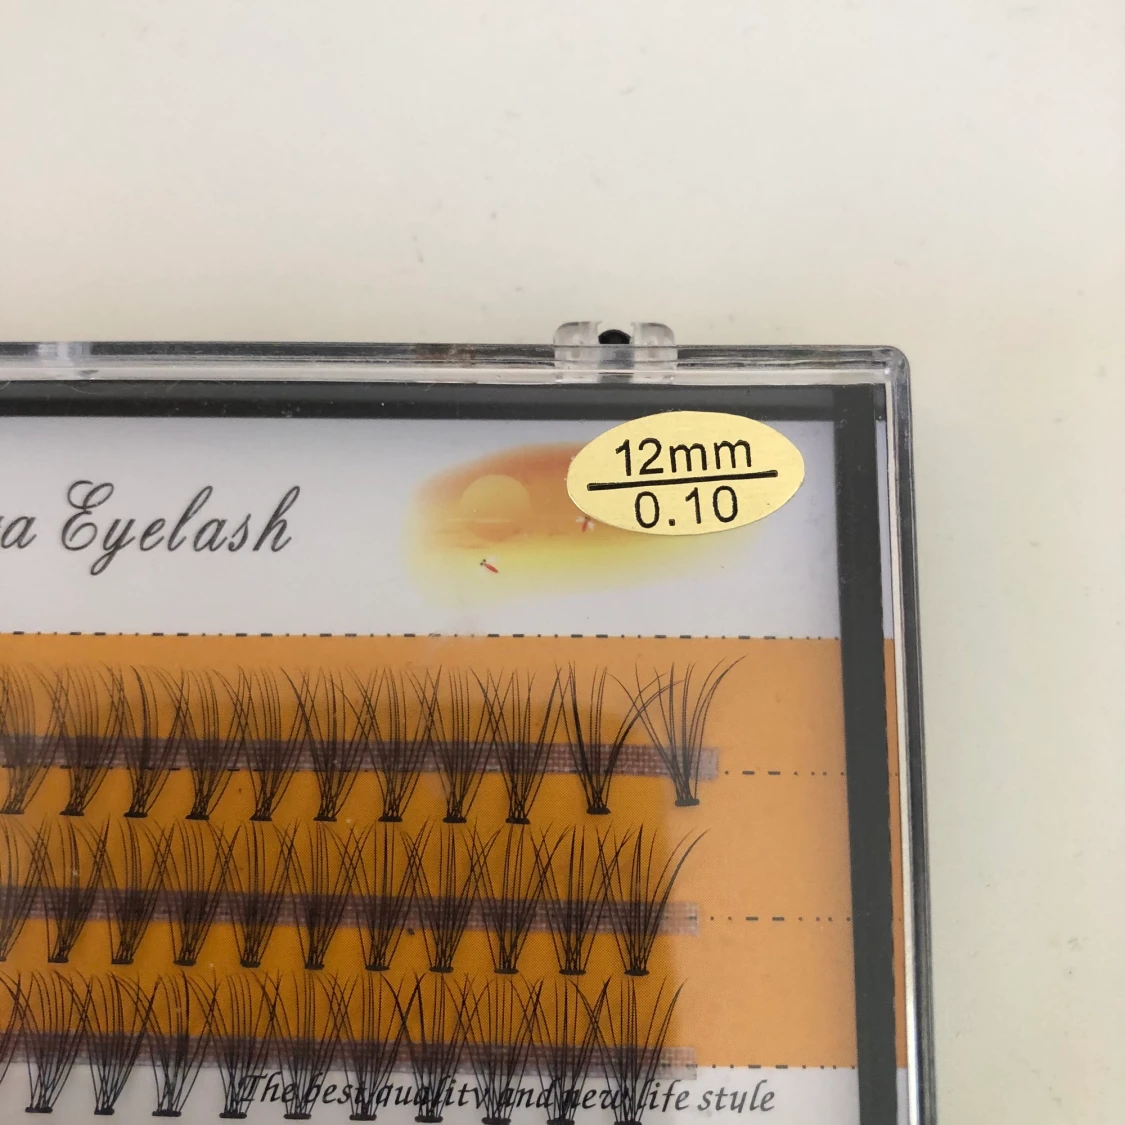 12mm
0.10
Eyelash
The best quality and new life style